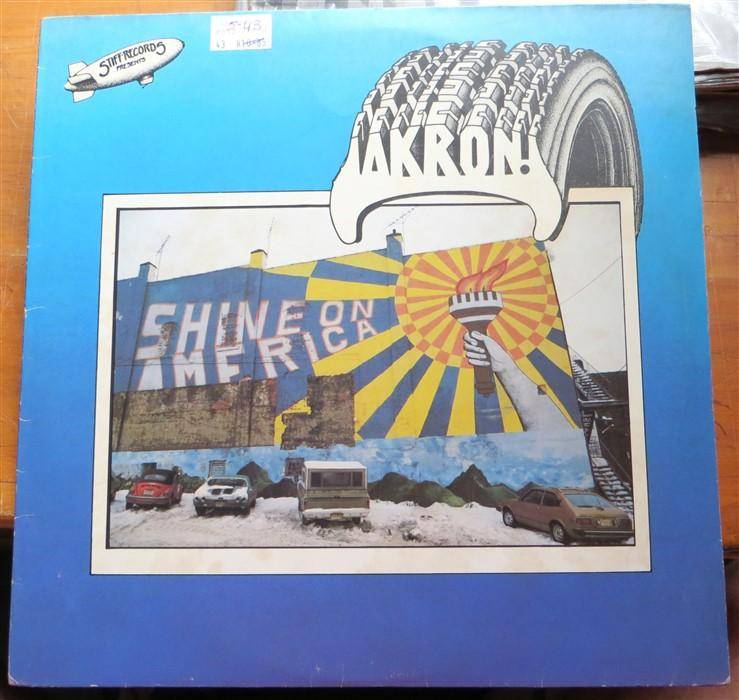 STIFF-RECORDS
PRESENTS
AKRON!
SHINE ON
AMERICA